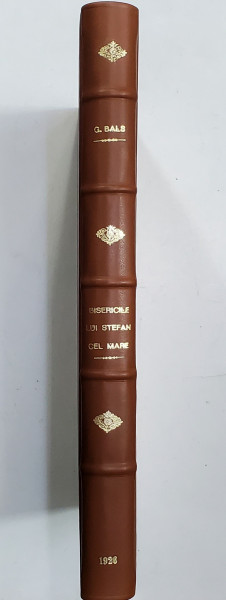 G. BALS
BISERICILE
LUI STEFAN
CEL MARE
1926